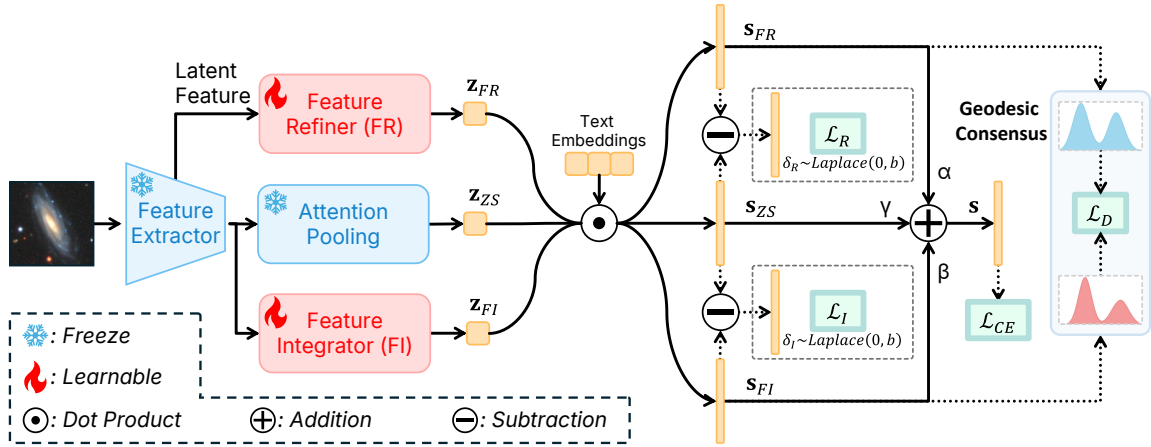 Latent
Feature
Feature
Refiner (FR)
z_FR
Feature
Extractor
Attention
Pooling
z_ZS
Feature
Integrator (FI)
z_FI
Text
Embeddings
s_FR
ℒ_R
δ_R~Laplace(0, b)
s_ZS
ℒ_I
δ_I~Laplace(0, b)
s_FI
α
γ
β
s
ℒ_CE
Geodesic
Consensus
ℒ_D
: Freeze
: Learnable
: Dot Product
: Addition
: Subtraction